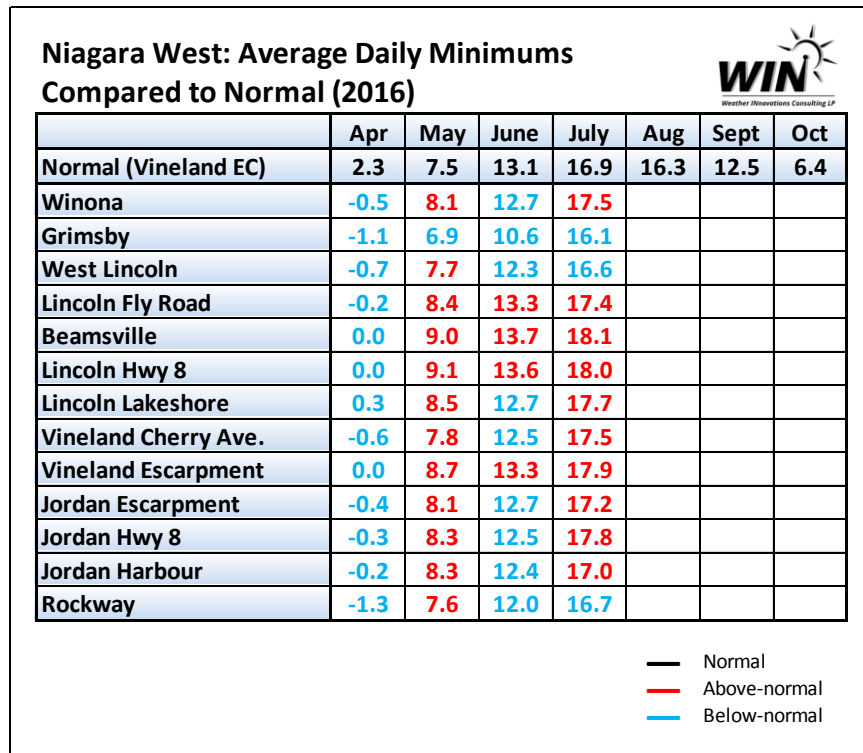 Niagara West: Average Daily Minimums
Compared to Normal (2016)
WIN
Weather INnovations Consulting LP
Apr May June July Aug Sept Oct
Normal (Vineland EC) 2.3 7.5 13.1 16.9 16.3 12.5 6.4
Winona -0.5 8.1 12.7 17.5
Grimsby -1.1 6.9 10.6 16.1
West Lincoln -0.7 7.7 12.3 16.6
Lincoln Fly Road -0.2 8.4 13.3 17.4
Beamsville 0.0 9.0 13.7 18.1
Lincoln Hwy 8 0.0 9.1 13.6 18.0
Lincoln Lakeshore 0.3 8.5 12.7 17.7
Vineland Cherry Ave. -0.6 7.8 12.5 17.5
Vineland Escarpment 0.0 8.7 13.3 17.9
Jordan Escarpment -0.4 8.1 12.7 17.2
Jordan Hwy 8 -0.3 8.3 12.5 17.8
Jordan Harbour -0.2 8.3 12.4 17.0
Rockway -1.3 7.6 12.0 16.7
Normal
Above-normal
Below-normal